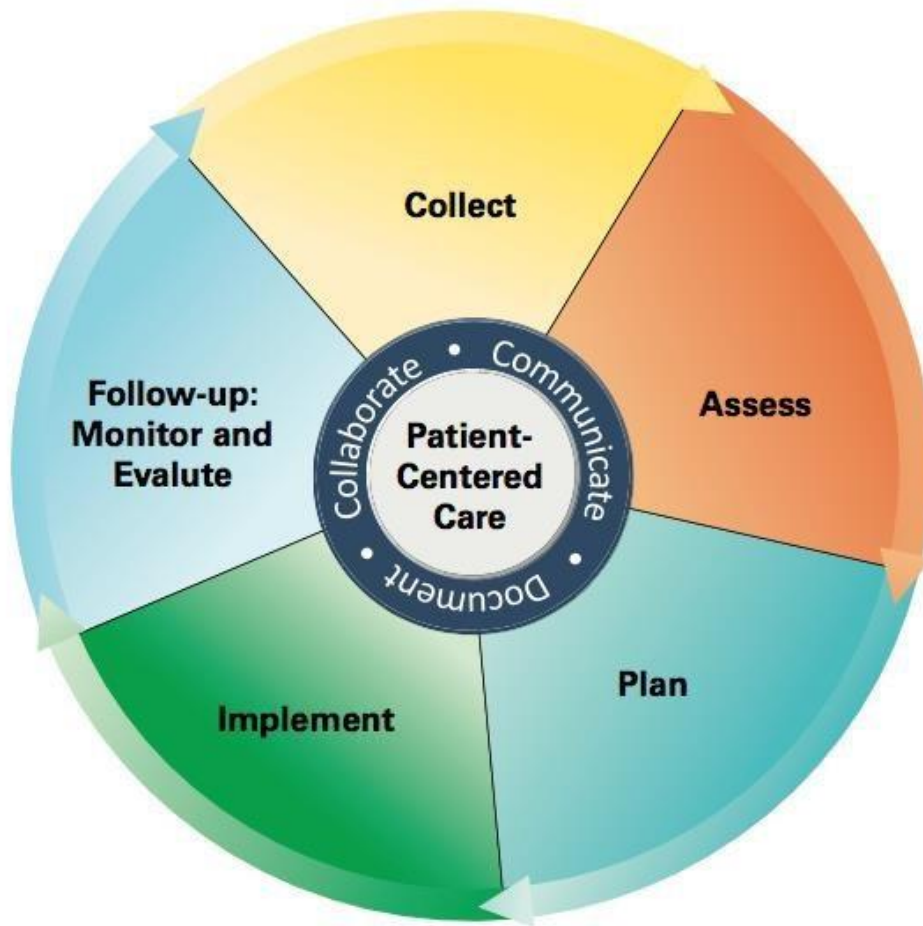 Collect
Assess
Plan
Implement
Follow-up:
Monitor and
Evalute
Collaborate • Communicate • Document •
Patient-
Centered
Care